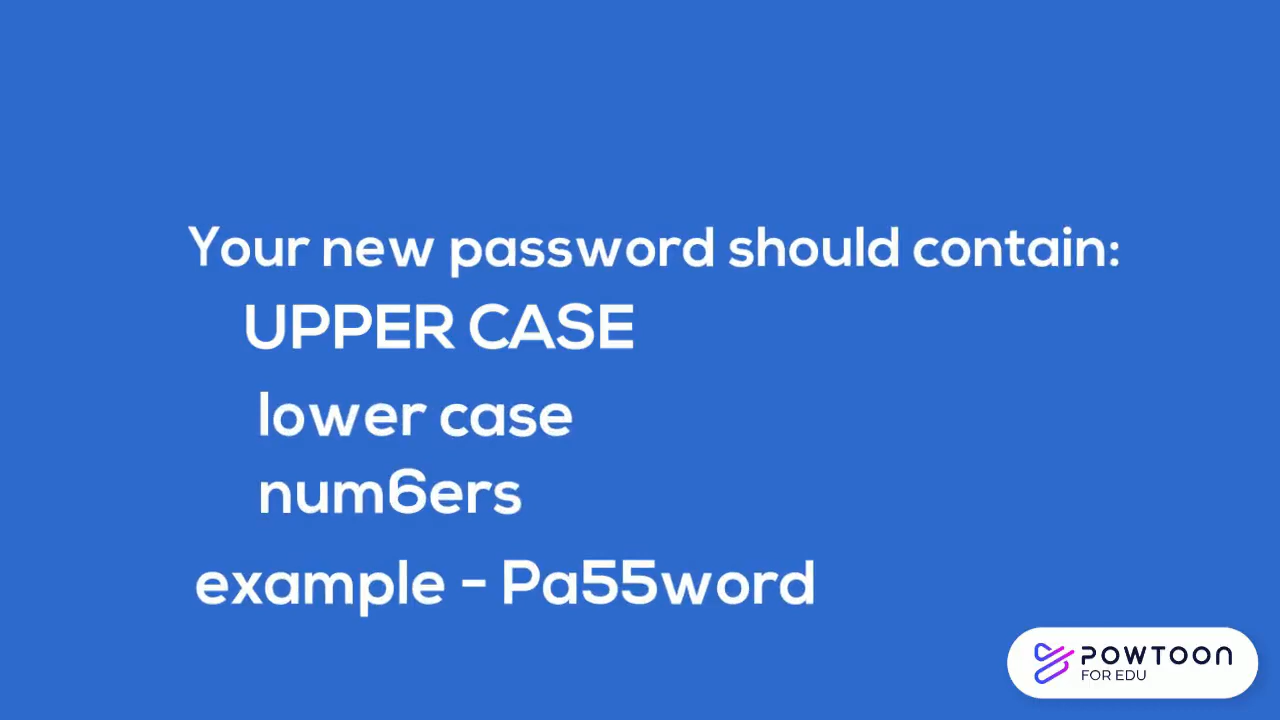 Your new password should contain:
UPPER CASE
lower case
num6ers
example - Pa55word
POWTOON
FOR EDU